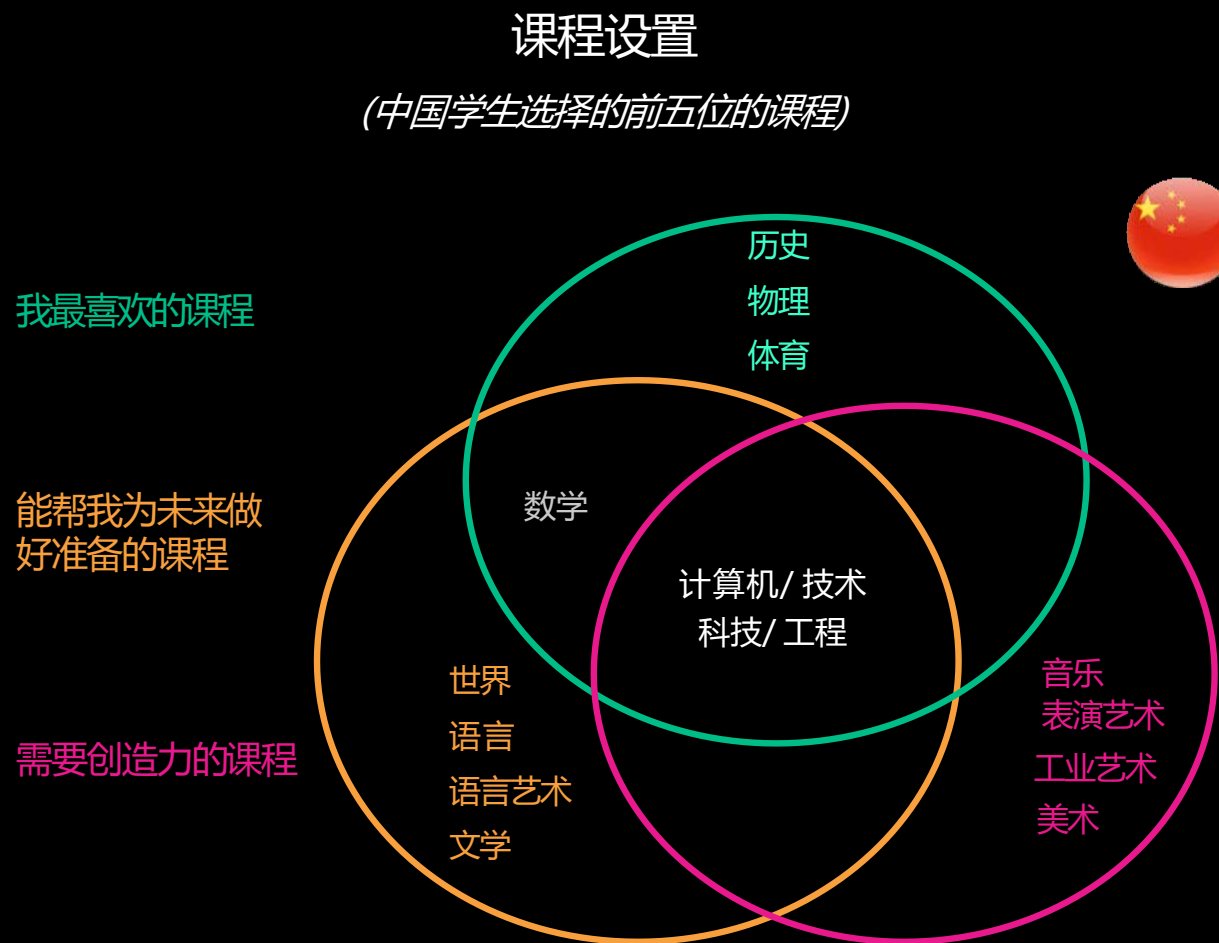 课程设置
(中国学生选择的前五位的课程)
我最喜欢的课程
能帮我为未来做
好准备的课程
需要创造力的课程
历史
物理
体育
数学
计算机/ 技术
科技/ 工程
世界
语言
语言艺术
文学
音乐
表演艺术
工业艺术
美术